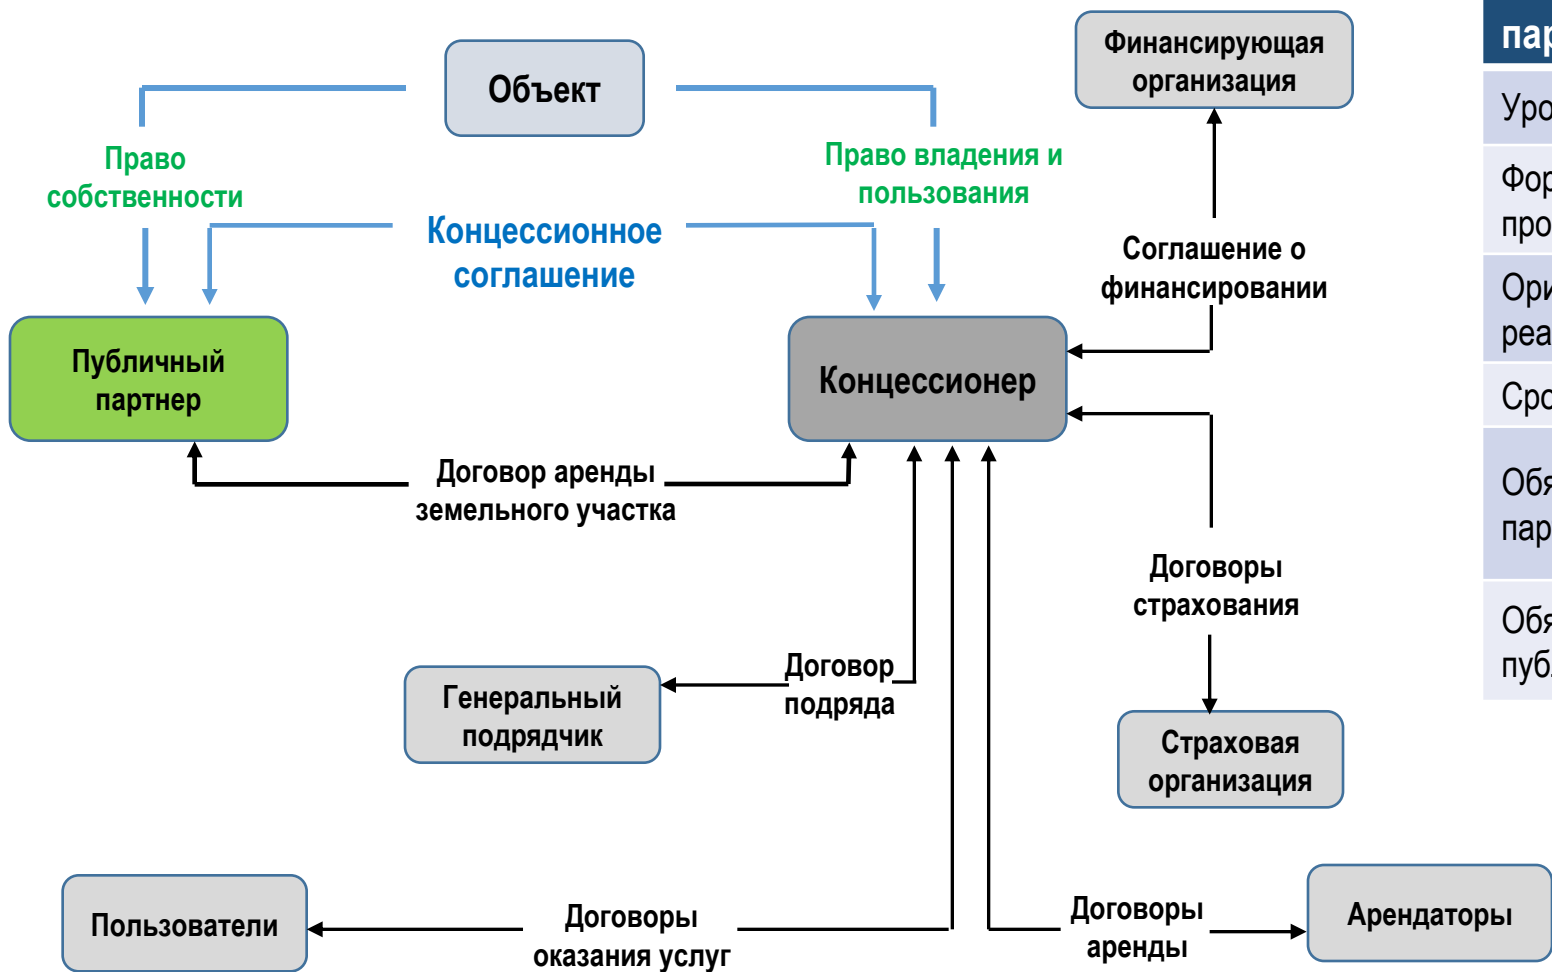 Объект
Финансирующая
организация
Право
собственности
Право владения и
пользования
Концессионное
соглашение
Соглашение о
финансировании
Публичный
партнер
Концессионер
Договор аренды
земельного участка
Договоры
страхования
Договор
подряда
Генеральный
подрядчик
Страховая
организация
Пользователи
Договоры
оказания услуг
Договоры
аренды
Арендаторы